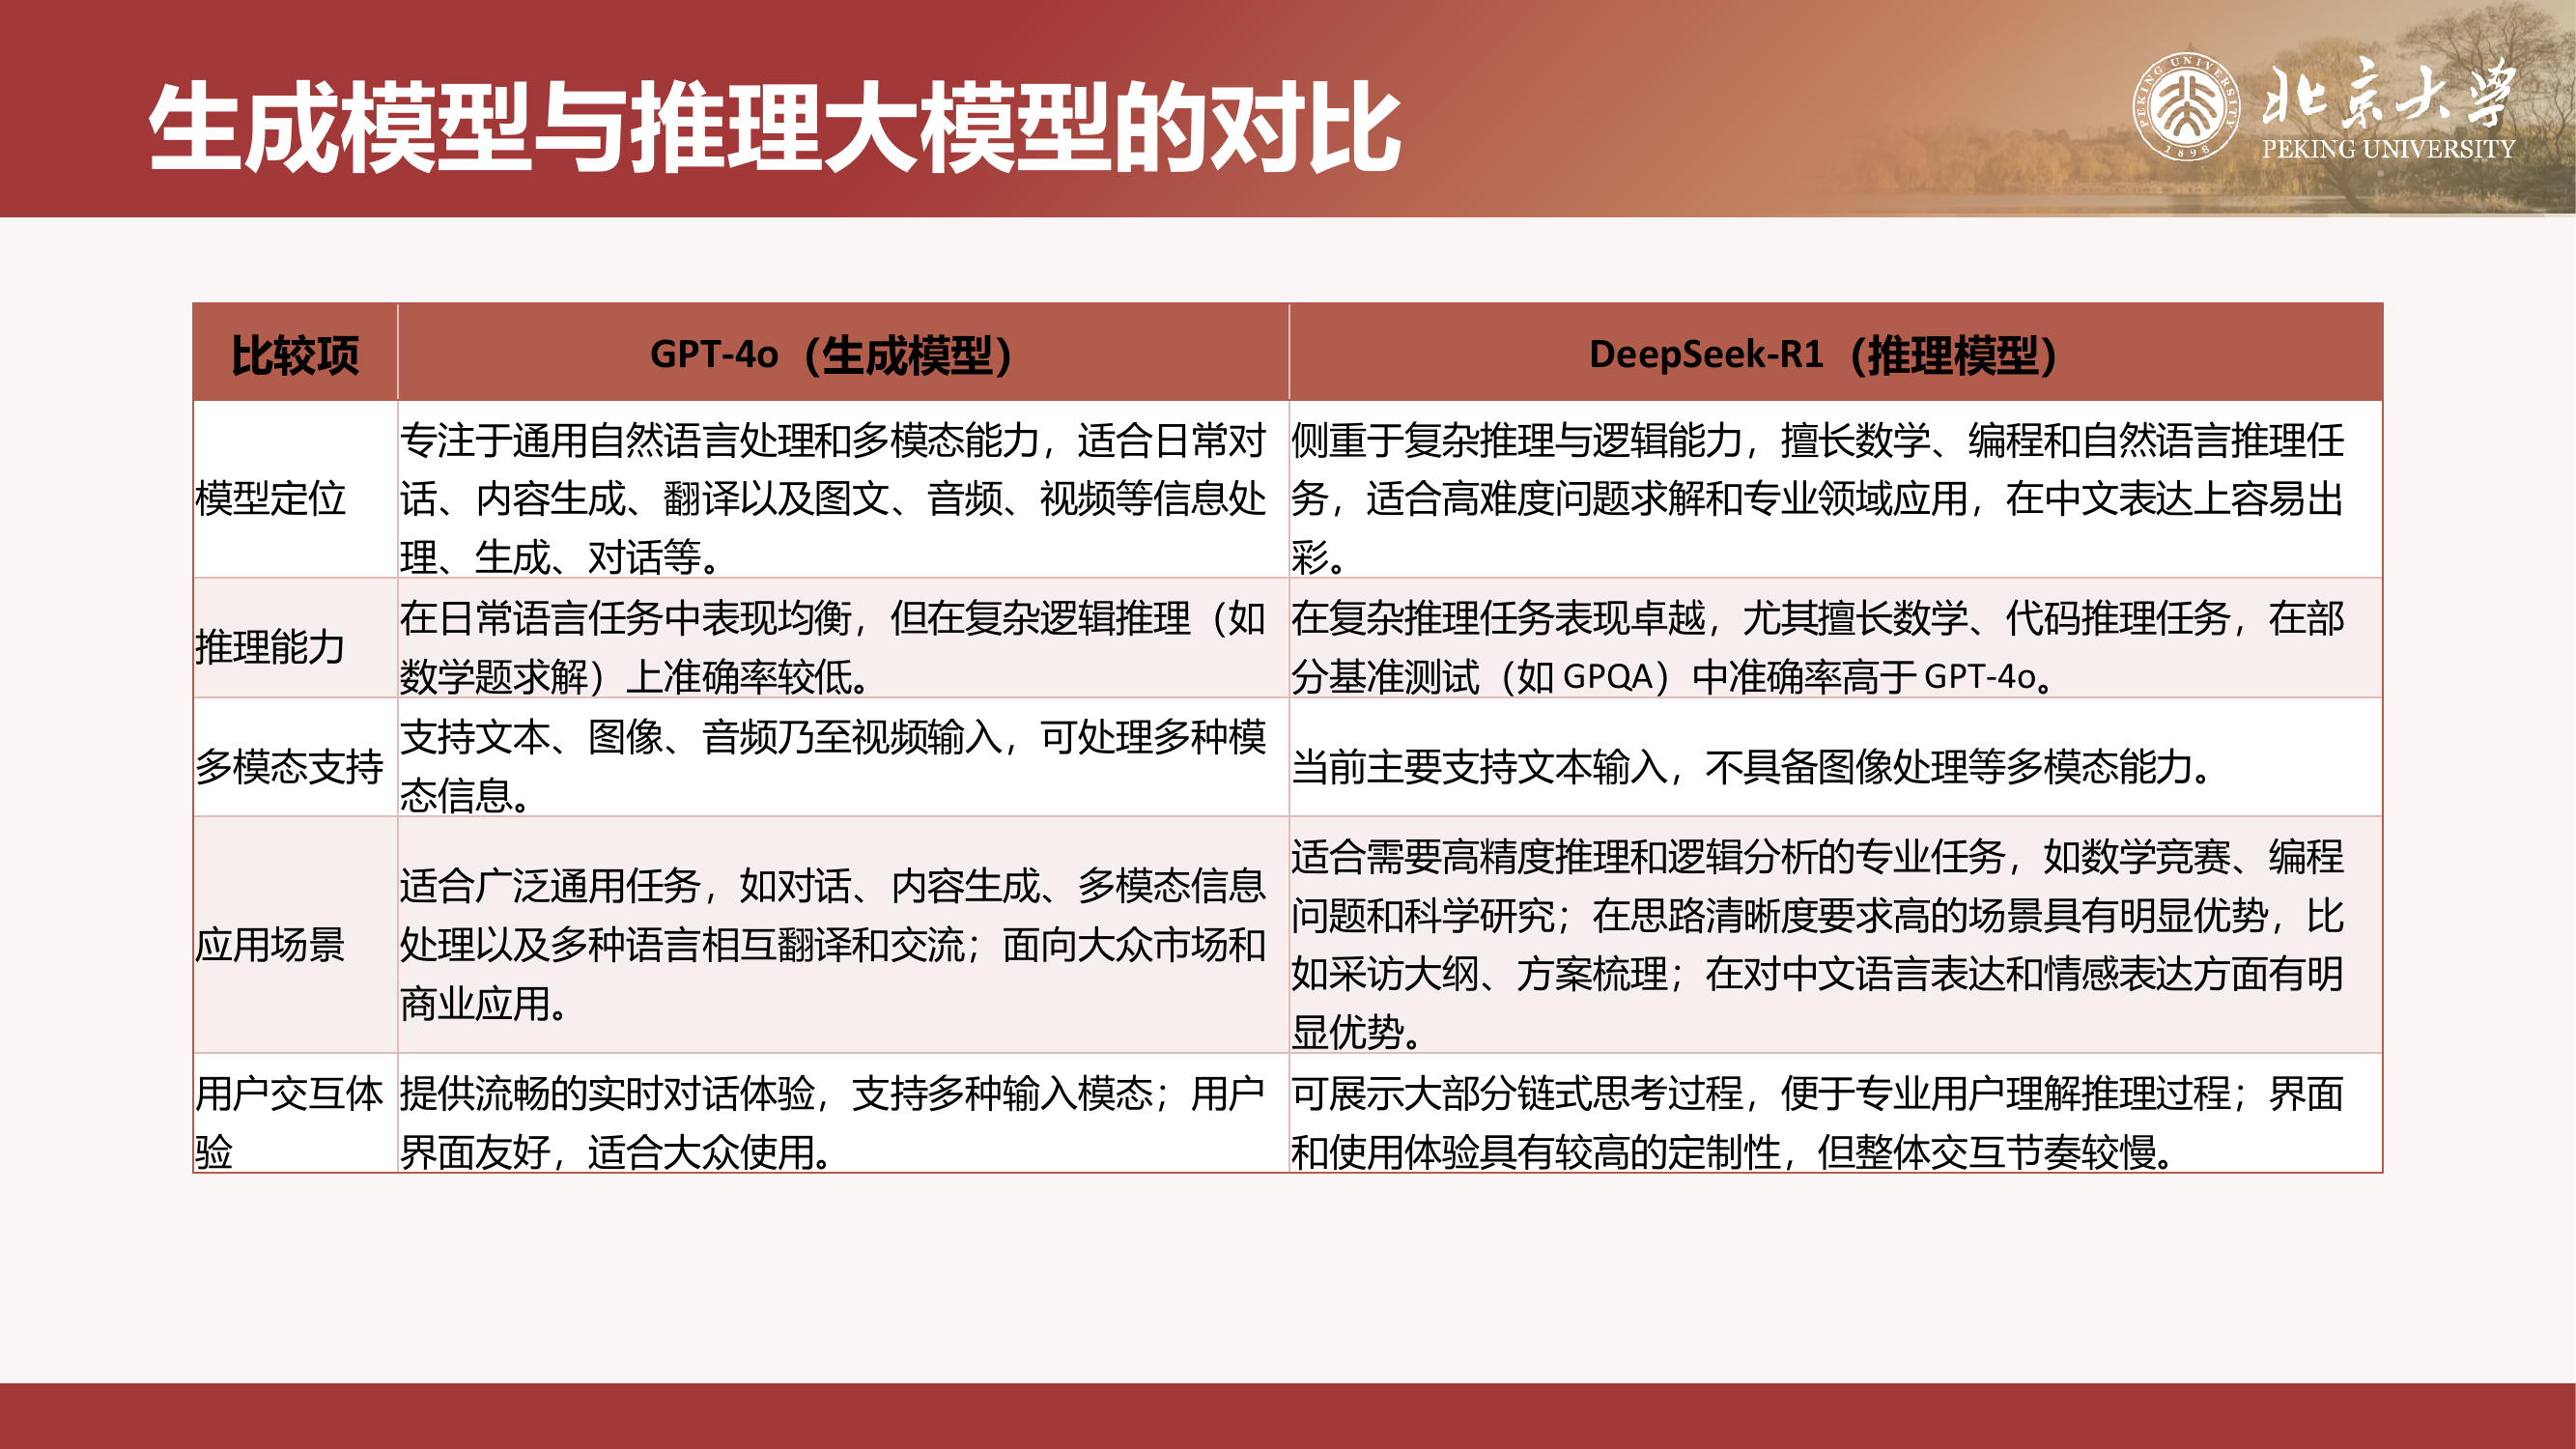 生成模型与推理大模型的对比
PEKING UNIVERSITY
1898
北京大学
PEKING UNIVERSITY
比较项
GPT-4o（生成模型）
DeepSeek-R1（推理模型）
模型定位
专注于通用自然语言处理和多模态能力，适合日常对
话、内容生成、翻译以及图文、音频、视频等信息处
理、生成、对话等。
侧重于复杂推理与逻辑能力，擅长数学、编程和自然语言推理任
务，适合高难度问题求解和专业领域应用，在中文表达上容易出
彩。
推理能力
在日常语言任务中表现均衡，但在复杂逻辑推理（如
数学题求解）上准确率较低。
在复杂推理任务表现卓越，尤其擅长数学、代码推理任务，在部
分基准测试（如 GPQA）中准确率高于 GPT-4o。
多模态支持
支持文本、图像、音频乃至视频输入，可处理多种模
态信息。
当前主要支持文本输入，不具备图像处理等多模态能力。
应用场景
适合广泛通用任务，如对话、内容生成、多模态信息
处理以及多种语言相互翻译和交流；面向大众市场和
商业应用。
适合需要高精度推理和逻辑分析的专业任务，如数学竞赛、编程
问题和科学研究；在思路清晰度要求高的场景具有明显优势，比
如采访大纲、方案梳理；在对中文语言表达和情感表达方面有明
显优势。
用户交互体
验
提供流畅的实时对话体验，支持多种输入模态；用户
界面友好，适合大众使用。
可展示大部分链式思考过程，便于专业用户理解推理过程；界面
和使用体验具有较高的定制性，但整体交互节奏较慢。